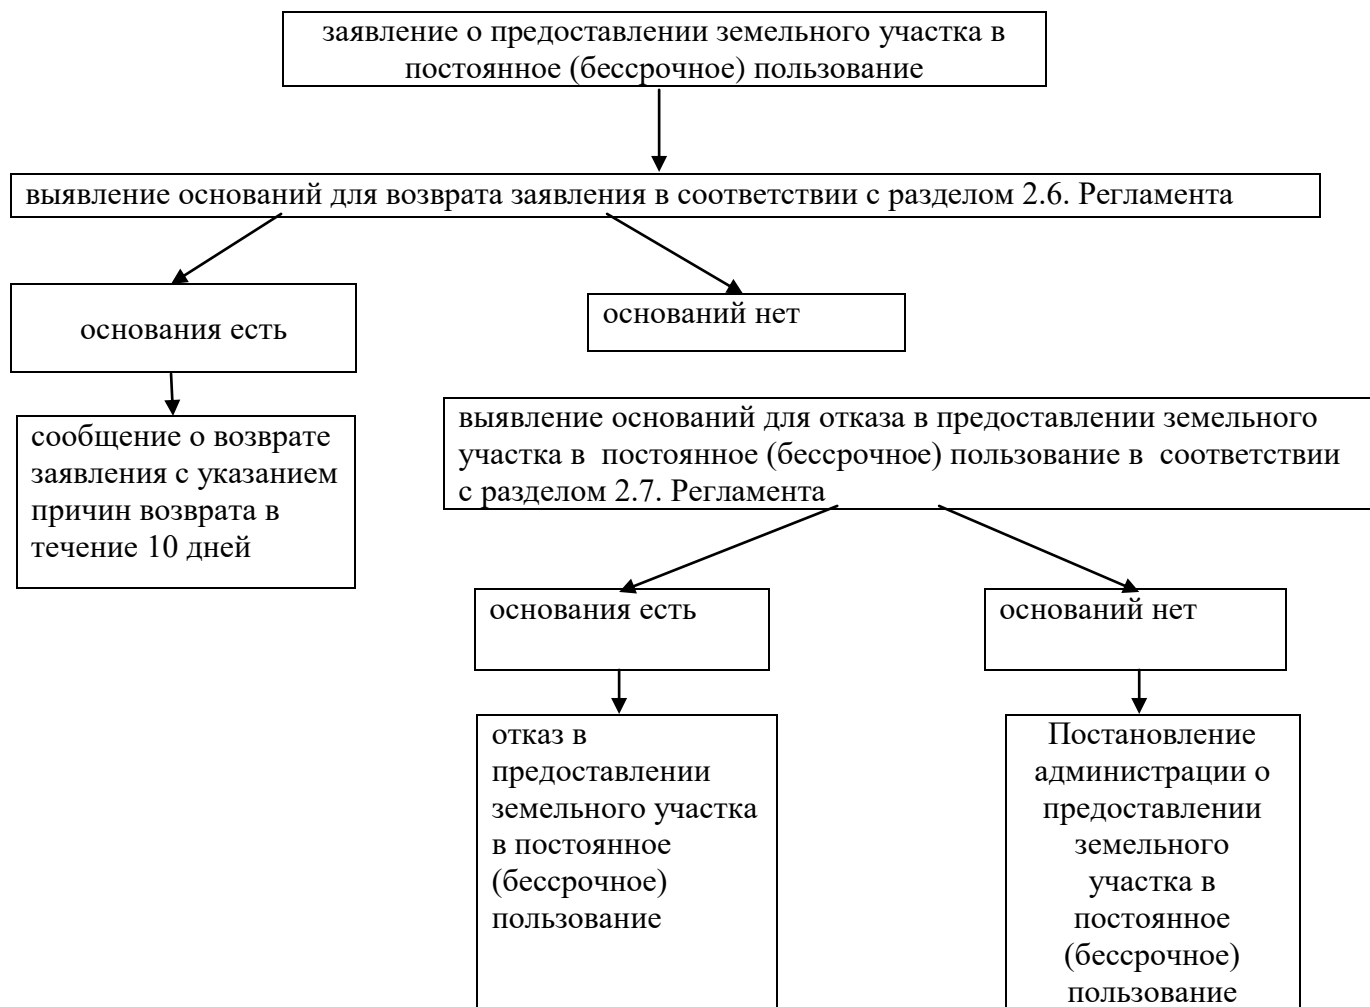 заявление о предоставлении земельного участка в
постоянное (бессрочное) пользование
выявление оснований для возврата заявления в соответствии с разделом 2.6. Регламента
основания есть
оснований нет
сообщение о возврате
заявления с указанием
причин возврата в
течение 10 дней
выявление оснований для отказа в предоставлении земельного
участка в  постоянное (бессрочное) пользование в  соответствии
с разделом 2.7. Регламента
основания есть
оснований нет
отказ в
предоставлении
земельного участка
в постоянное
(бессрочное)
пользование
Постановление
администрации о
предоставлении
земельного
участка в
постоянное
(бессрочное)
пользование